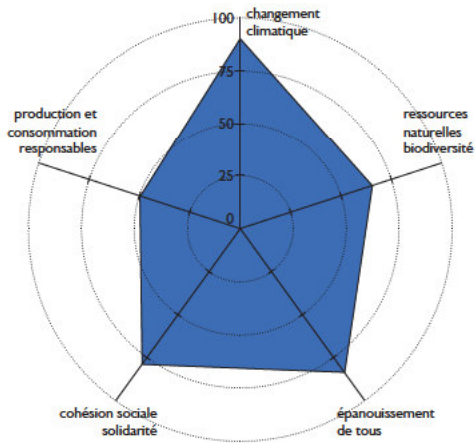 100
changement
climatique
75
production et
consommation
responsables
ressources
naturelles
biodiversité
50
25
0
cohésion sociale
solidarité
épanouissement
de tous